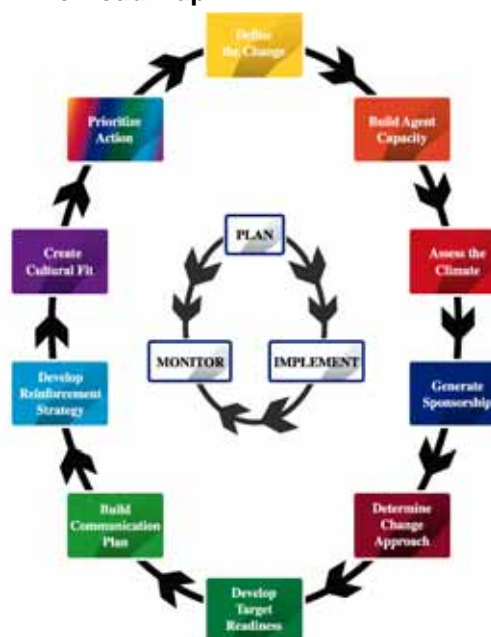 Define
the Change
Build Agent
Capacity
Assess the
Climate
Generate
Sponsorship
Determine
Change
Approach
Develop
Target
Readiness
Build
Communication
Plan
Develop
Reinforcement
Strategy
Create
Cultural Fit
Prioritize
Action
PLAN
IMPLEMENT
MONITOR